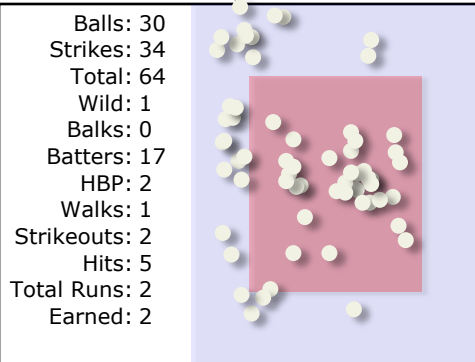 Balls: 30
Strikes: 34
Total: 64
Wild: 1
Balks: 0
Batters: 17
HBP: 2
Walks: 1
Strikeouts: 2
Hits: 5
Total Runs: 2
Earned: 2